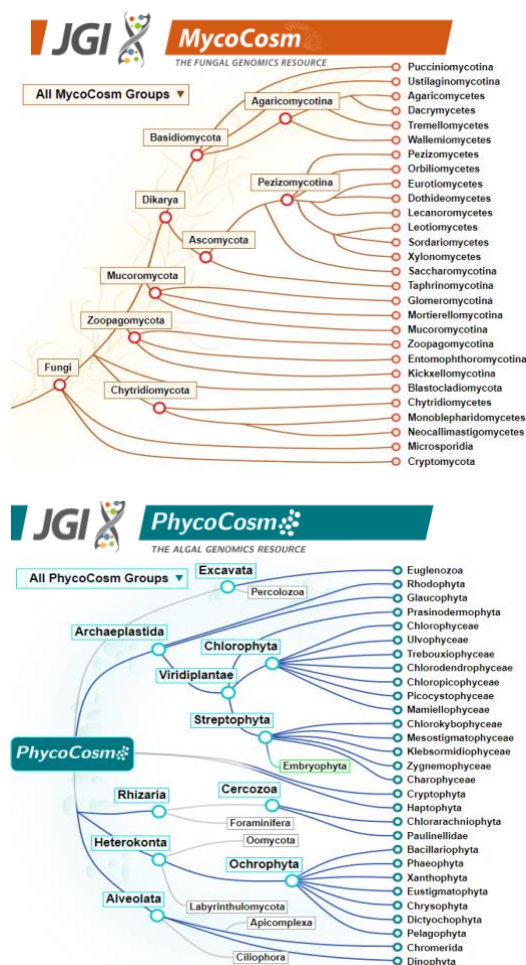 JGI MycoCosm
THE FUNGAL GENOMICS RESOURCE
All MycoCosm Groups ▼
Pucciniomycotina
Ustilaginomycotina
Agaricomycotina
Agaricomycetes
Dacrymycetes
Tremellomycetes
Basidiomycota
Wallemiomycetes
Pezizomycetes
Orbiliomycetes
Pezizomycotina
Eurotiomycetes
Dothideomycetes
Dikarya
Lecanoromycetes
Leotiomycetes
Ascomycota
Sordariomycetes
Xylonomycetes
Saccharomycotina
Mucoromycota
Taphrinomycotina
Glomeromycotina
Mortierellomycotina
Zoopagomycota
Mucoromycotina
Zoopagomycotina
Entomophthoromycotina
Fungi
Kickxellomycotina
Blastocladiomycota
Chytridiomycota
Chytridiomycetes
Monoblepharidomycetes
Neocallimastigomycetes
Microsporidia
Cryptomycota
JGI PhycoCosm
THE ALGAL GENOMICS RESOURCE
All PhycoCosm Groups ▼
Excavata
Euglenozoa
Percolozoa
Rhodophyta
Glaucophyta
Prasinodermophyta
Archaeplastida
Chlorophyceae
Chlorophyta
Ulvophyceae
Trebouxiophyceae
Viridiplantae
Chlorodendrophyceae
Chloropicophyceae
Picocystophyceae
Mamiellophyceae
Streptophyta
Chlorokybophyceae
Mesostigmatophyceae
PhycoCosm
Klebsormidiophyceae
Embryophyta
Zygnemophyceae
Charophyceae
Cryptophyta
Rhizaria
Cercozoa
Haptophyta
Chlorarachniophyta
Foraminifera
Paulinellidae
Heterokonta
Oomycota
Bacillariophyta
Ochrophyta
Phaeophyta
Xanthophyta
Eustigmatophyta
Alveolata
Labyrinthulomycota
Chrysophyta
Dictyochophyta
Apicomplexa
Pelagophyta
Chromerida
Ciliophora
Dinophyta